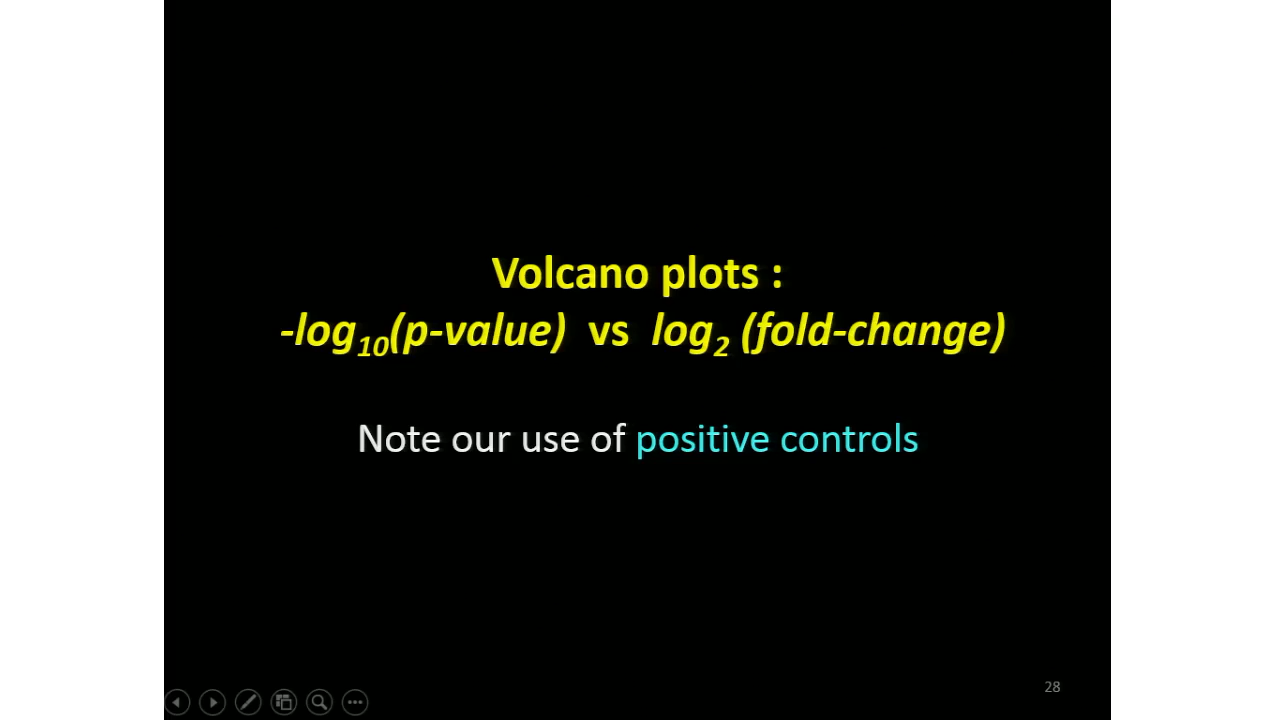 Volcano plots :
-log10(p-value) vs log2 (fold-change)
Note our use of positive controls
28